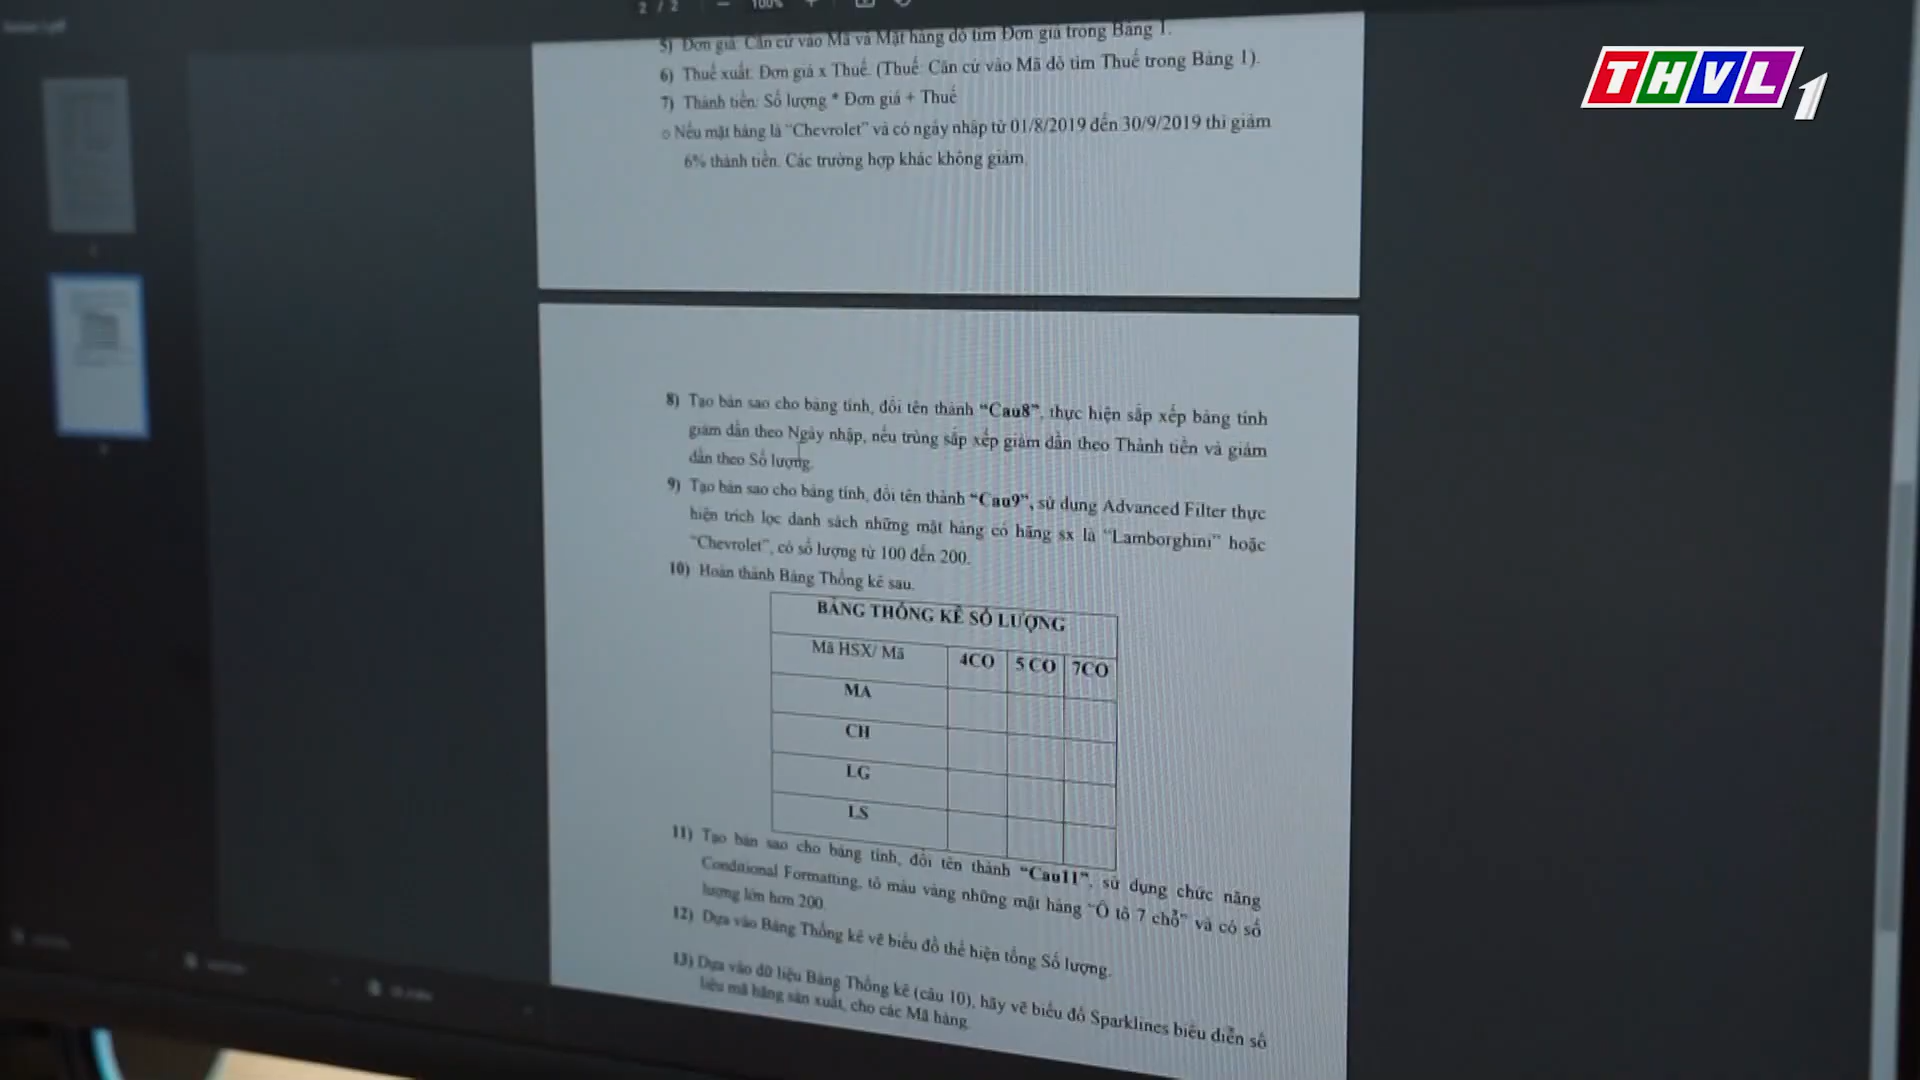 2 / 2
100%
THVL 1
5) Đơn giá: Căn cứ vào Mã và Mặt hàng dò tìm Đơn giá trong Bảng 1.
6) Thuế xuất: Đơn giá x Thuế. (Thuế: Căn cứ vào Mã dò tìm Thuế trong Bảng 1).
7) Thành tiền: Số lượng * Đơn giá + Thuế
o Nếu mặt hàng là "Chevrolet" và có ngày nhập từ 01/8/2019 đến 30/9/2019 thì giảm
6% thành tiền. Các trường hợp khác không giảm.
8) Tạo bản sao cho bảng tính, đổi tên thành "Cau8", thực hiện sắp xếp bảng tính
giảm dần theo Ngày nhập, nếu trùng sắp xếp giảm dần theo Thành tiền và giảm
dần theo Số lượng.
9) Tạo bản sao cho bảng tính, đổi tên thành "Cau9", sử dụng Advanced Filter thực
hiện trích lọc danh sách những mặt hàng có hãng sx là "Lamborghini" hoặc
"Chevrolet", có số lượng từ 100 đến 200.
10) Hoàn thành Bảng Thống kê sau.
BẢNG THỐNG KÊ SỐ LƯỢNG
Mã HSX/ Mã 4CO 5 CO 7CO
MA
CH
LG
LS
11) Tạo bản sao cho bảng tính, đổi tên thành "Cau11", sử dụng chức năng
Conditional Formatting, tô màu vàng những mặt hàng "Ô tô 7 chỗ" và có số
lượng lớn hơn 200.
12) Dựa vào Bảng Thống kê vẽ biểu đồ thể hiện tổng Số lượng.
13) Dựa vào dữ liệu Bảng Thống kê (câu 10), hãy vẽ biểu đồ Sparklines biểu diễn số
liệu mã hãng sản xuất, cho các Mã hàng.